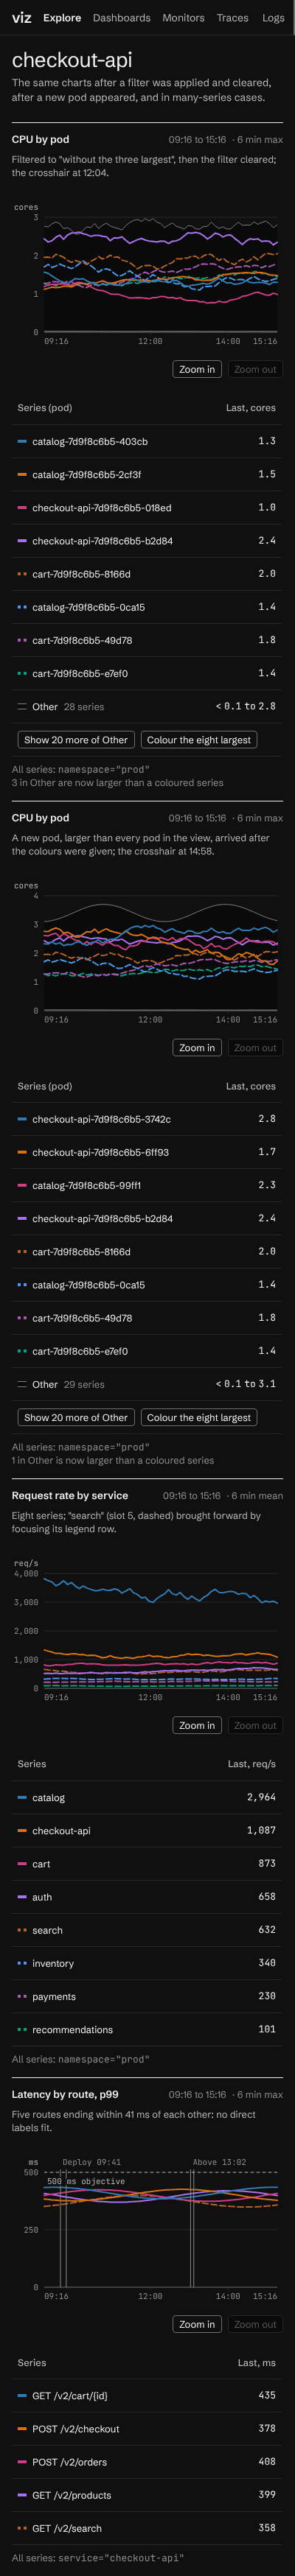 viz Explore Dashboards Monitors Traces Logs
checkout-api
The same charts after a filter was applied and cleared,
after a new pod appeared, and in many-series cases.
CPU by pod 09:16 to 15:16 · 6 min max
Filtered to "without the three largest", then the filter cleared;
the crosshair at 12:04.
cores
3
2
1
0
09:16 12:00 14:00 15:16
Zoom in Zoom out
Series (pod) Last, cores
catalog-7d9f8c6b5-403cb 1.3
catalog-7d9f8c6b5-2cf3f 1.5
checkout-api-7d9f8c6b5-018ed 1.0
checkout-api-7d9f8c6b5-b2d84 2.4
cart-7d9f8c6b5-8166d 2.0
catalog-7d9f8c6b5-0ca15 1.4
cart-7d9f8c6b5-49d78 1.8
cart-7d9f8c6b5-e7ef0 1.4
Other 28 series < 0.1 to 2.8
Show 20 more of Other Colour the eight largest
All series: namespace="prod"
3 in Other are now larger than a coloured series
CPU by pod 09:16 to 15:16 · 6 min max
A new pod, larger than every pod in the view, arrived after
the colours were given; the crosshair at 14:58.
cores
4
3
2
1
0
09:16 12:00 14:00 15:16
Zoom in Zoom out
Series (pod) Last, cores
checkout-api-7d9f8c6b5-3742c 2.8
checkout-api-7d9f8c6b5-6ff93 1.7
catalog-7d9f8c6b5-99ff1 2.3
checkout-api-7d9f8c6b5-b2d84 2.4
cart-7d9f8c6b5-8166d 2.0
catalog-7d9f8c6b5-0ca15 1.4
cart-7d9f8c6b5-49d78 1.8
cart-7d9f8c6b5-e7ef0 1.4
Other 29 series < 0.1 to 3.1
Show 20 more of Other Colour the eight largest
All series: namespace="prod"
1 in Other is now larger than a coloured series
Request rate by service 09:16 to 15:16 · 6 min mean
Eight series; "search" (slot 5, dashed) brought forward by
focusing its legend row.
req/s
4,000
3,000
2,000
1,000
0
09:16 12:00 14:00 15:16
Zoom in Zoom out
Series Last, req/s
catalog 2,964
checkout-api 1,087
cart 873
auth 658
search 632
inventory 340
payments 230
recommendations 101
All series: namespace="prod"
Latency by route, p99 09:16 to 15:16 · 6 min max
Five routes ending within 41 ms of each other: no direct
labels fit.
ms Deploy 09:41 Above 13:02
500
500 ms objective
250
0
09:16 12:00 14:00 15:16
Zoom in Zoom out
Series Last, ms
GET /v2/cart/{id} 435
POST /v2/checkout 378
POST /v2/orders 408
GET /v2/products 399
GET /v2/search 358
All series: service="checkout-api"